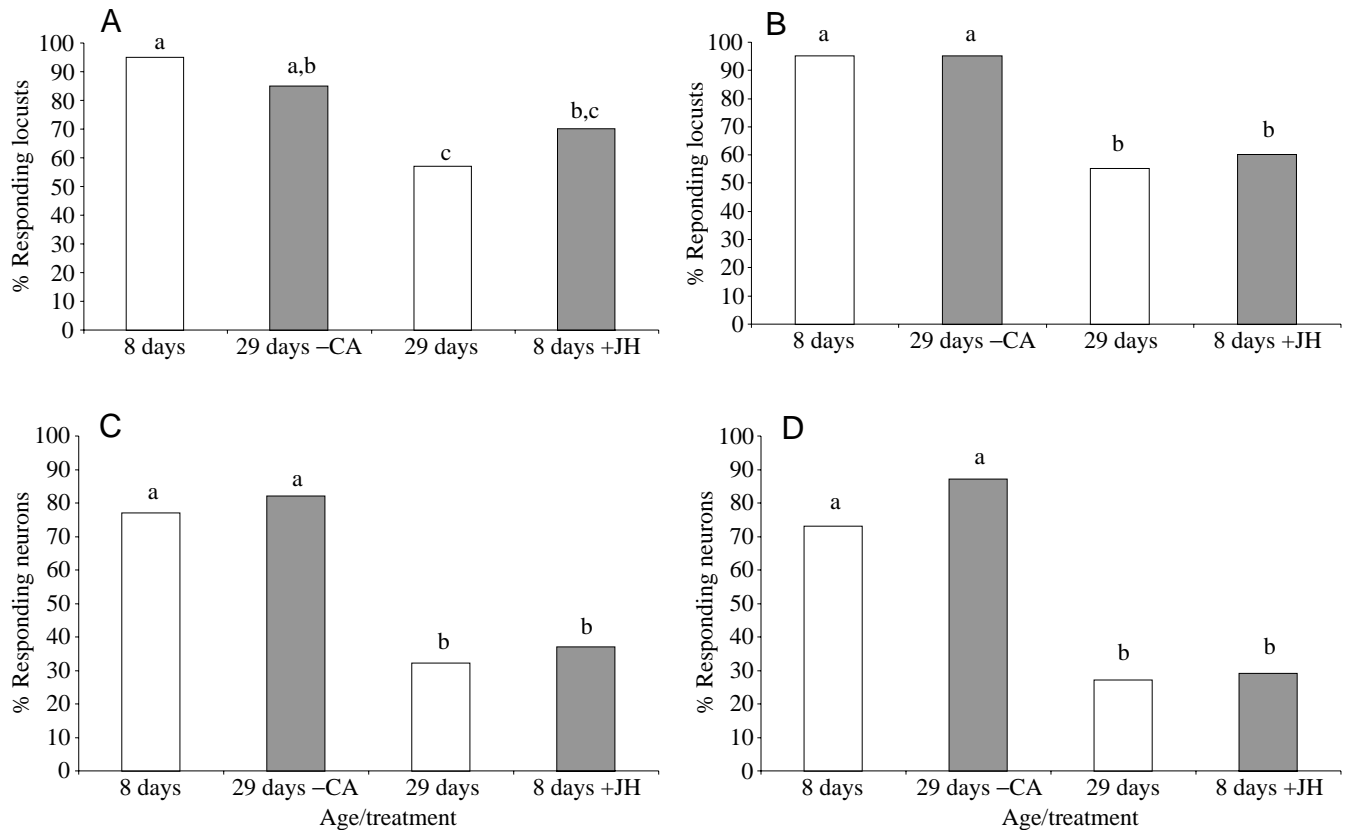 A
% Responding locusts
100
90
80
70
60
50
40
30
20
10
0
a
a,b
c
b,c
8 days
29 days –CA
29 days
8 days +JH
B
% Reponding locusts
100
90
80
70
60
50
40
30
20
10
0
a
a
b
b
8 days
29 days –CA
29 days
8 days +JH
C
% Responding neurons
100
90
80
70
60
50
40
30
20
10
0
a
a
b
b
8 days
29 days –CA
29 days
8 days +JH
Age/treatment
D
% Responding neurons
100
90
80
70
60
50
40
30
20
10
0
a
a
b
b
8 days
29 days –CA
29 days
8 days +JH
Age/treatment